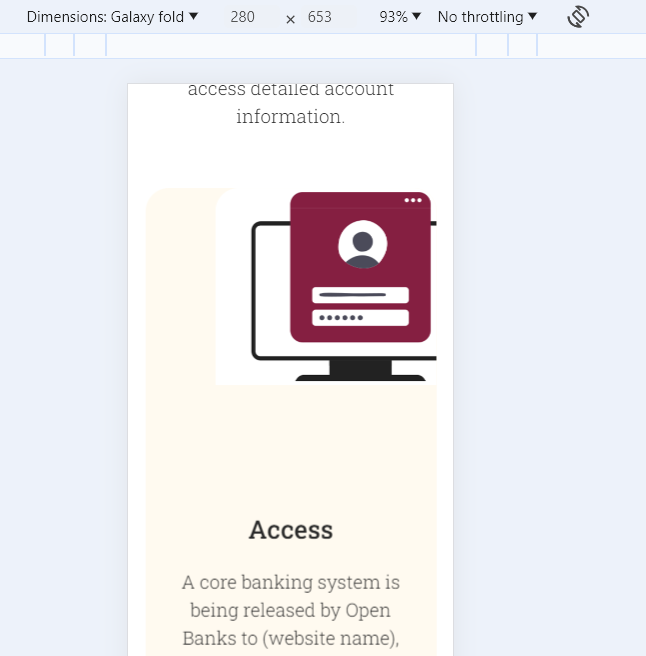 Dimensions: Galaxy fold ▼ 280 × 653 93% ▼ No throttling ▼
access detailed account
information.
Access
A core banking system is
being released by Open
Banks to (website name),